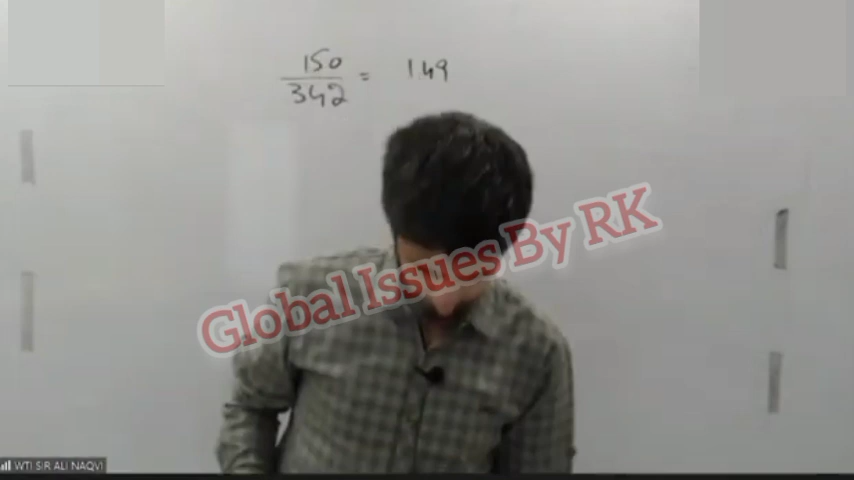 150
342 = 1.49
Global Issues By RK
WTI SIR ALI NAQVI